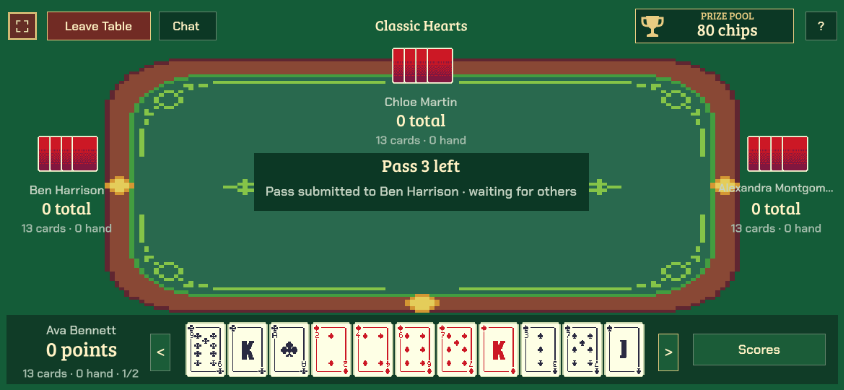 Leave Table
Chat
Classic Hearts
PRIZE POOL
80 chips
?
Chloe Martin
0 total
13 cards · 0 hand
Pass 3 left
Pass submitted to Ben Harrison · waiting for others
Ben Harrison
0 total
13 cards · 0 hand
Alexandra Montgom...
0 total
13 cards · 0 hand
Ava Bennett
0 points
13 cards · 0 hand · 1/2
<
K
K
J
>
Scores